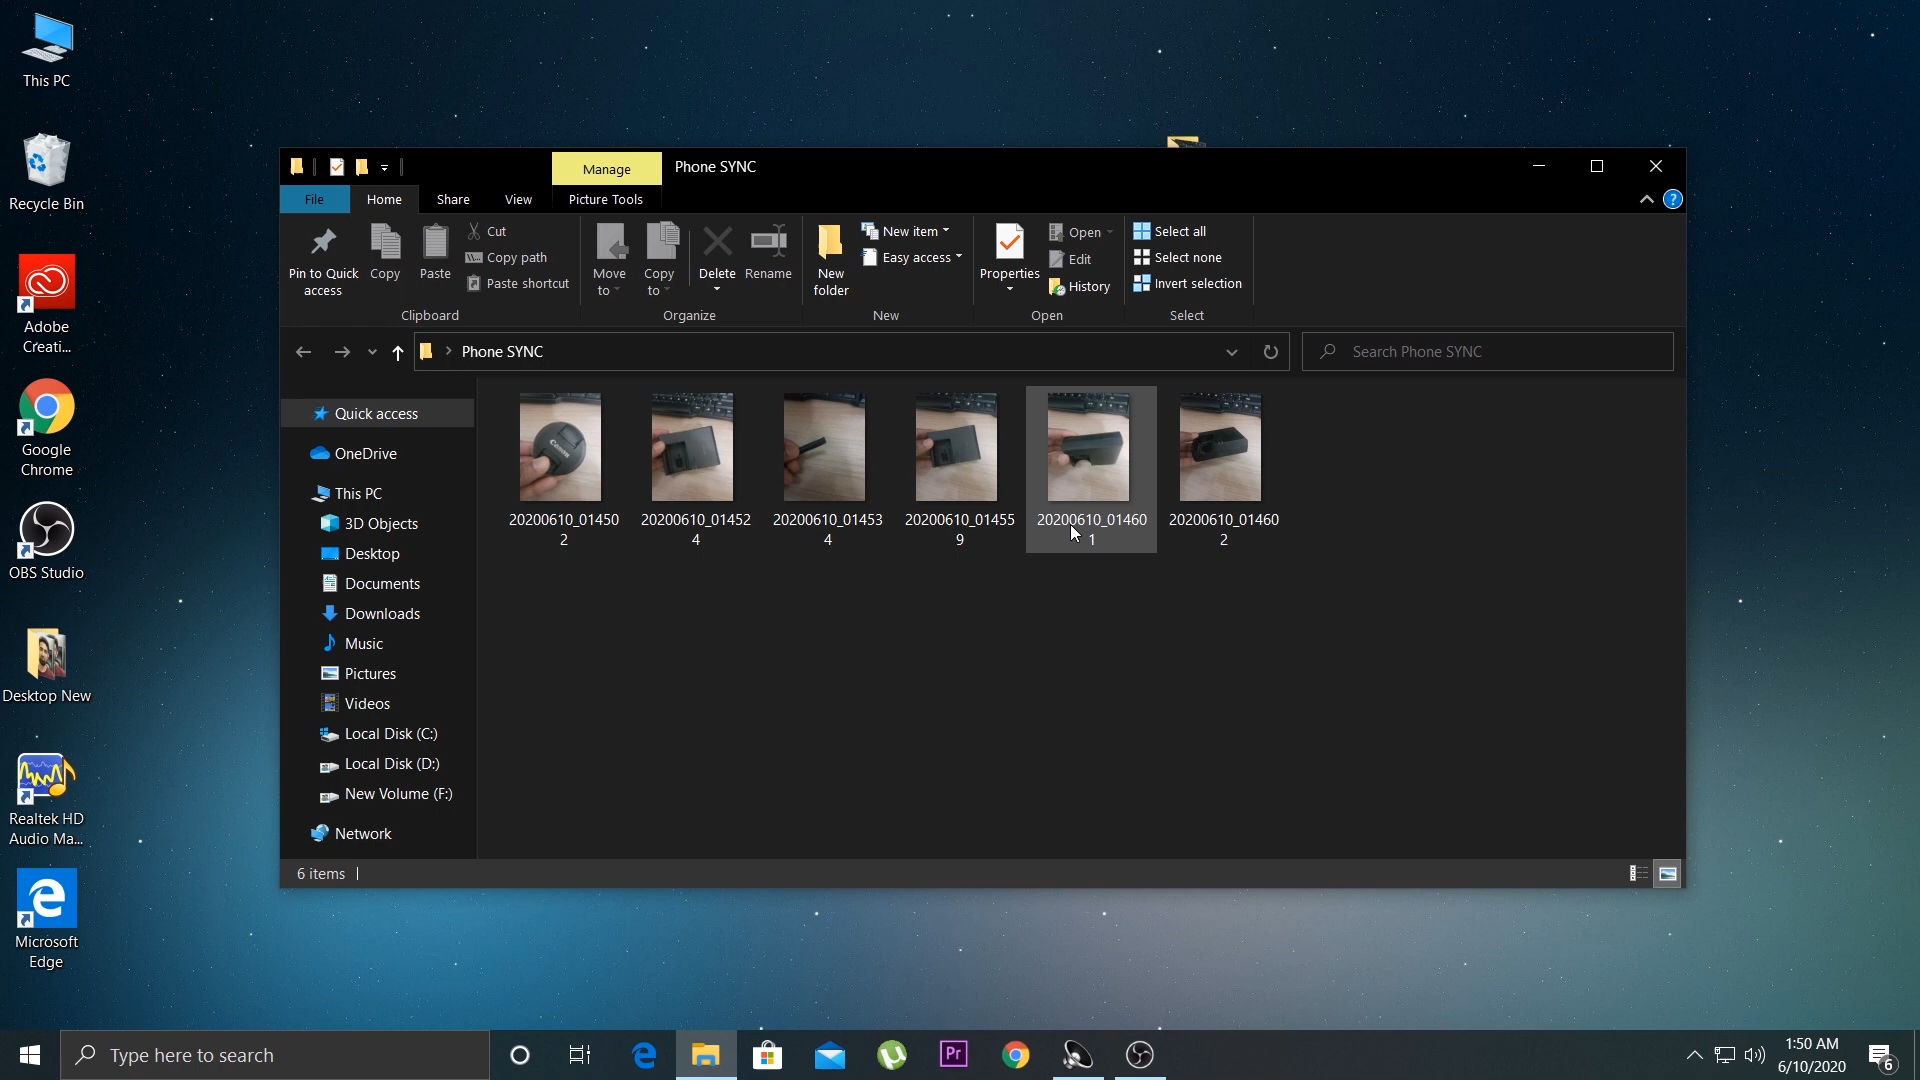 This PC
Recycle Bin
Adobe
Creati...
Google
Chrome
OBS Studio
Desktop New
Realtek HD
Audio Ma...
Microsoft
Edge
Manage
Phone SYNC
File
Home
Share
View
Picture Tools
Pin to Quick
access
Copy
Paste
Cut
Copy path
Paste shortcut
Clipboard
Move
to
Copy
to
Delete
Rename
Organize
New
folder
New item
Easy access
New
Properties
Open
Edit
History
Open
Select all
Select none
Invert selection
Select
Phone SYNC
Search Phone SYNC
Quick access
OneDrive
This PC
3D Objects
Desktop
Documents
Downloads
Music
Pictures
Videos
Local Disk (C:)
Local Disk (D:)
New Volume (F:)
Network
Canon
20200610_01450
2
20200610_01452
4
20200610_01453
4
20200610_01455
9
20200610_01460
1
20200610_01460
2
6 items
Type here to search
Pr
1:50 AM
6/10/2020
6